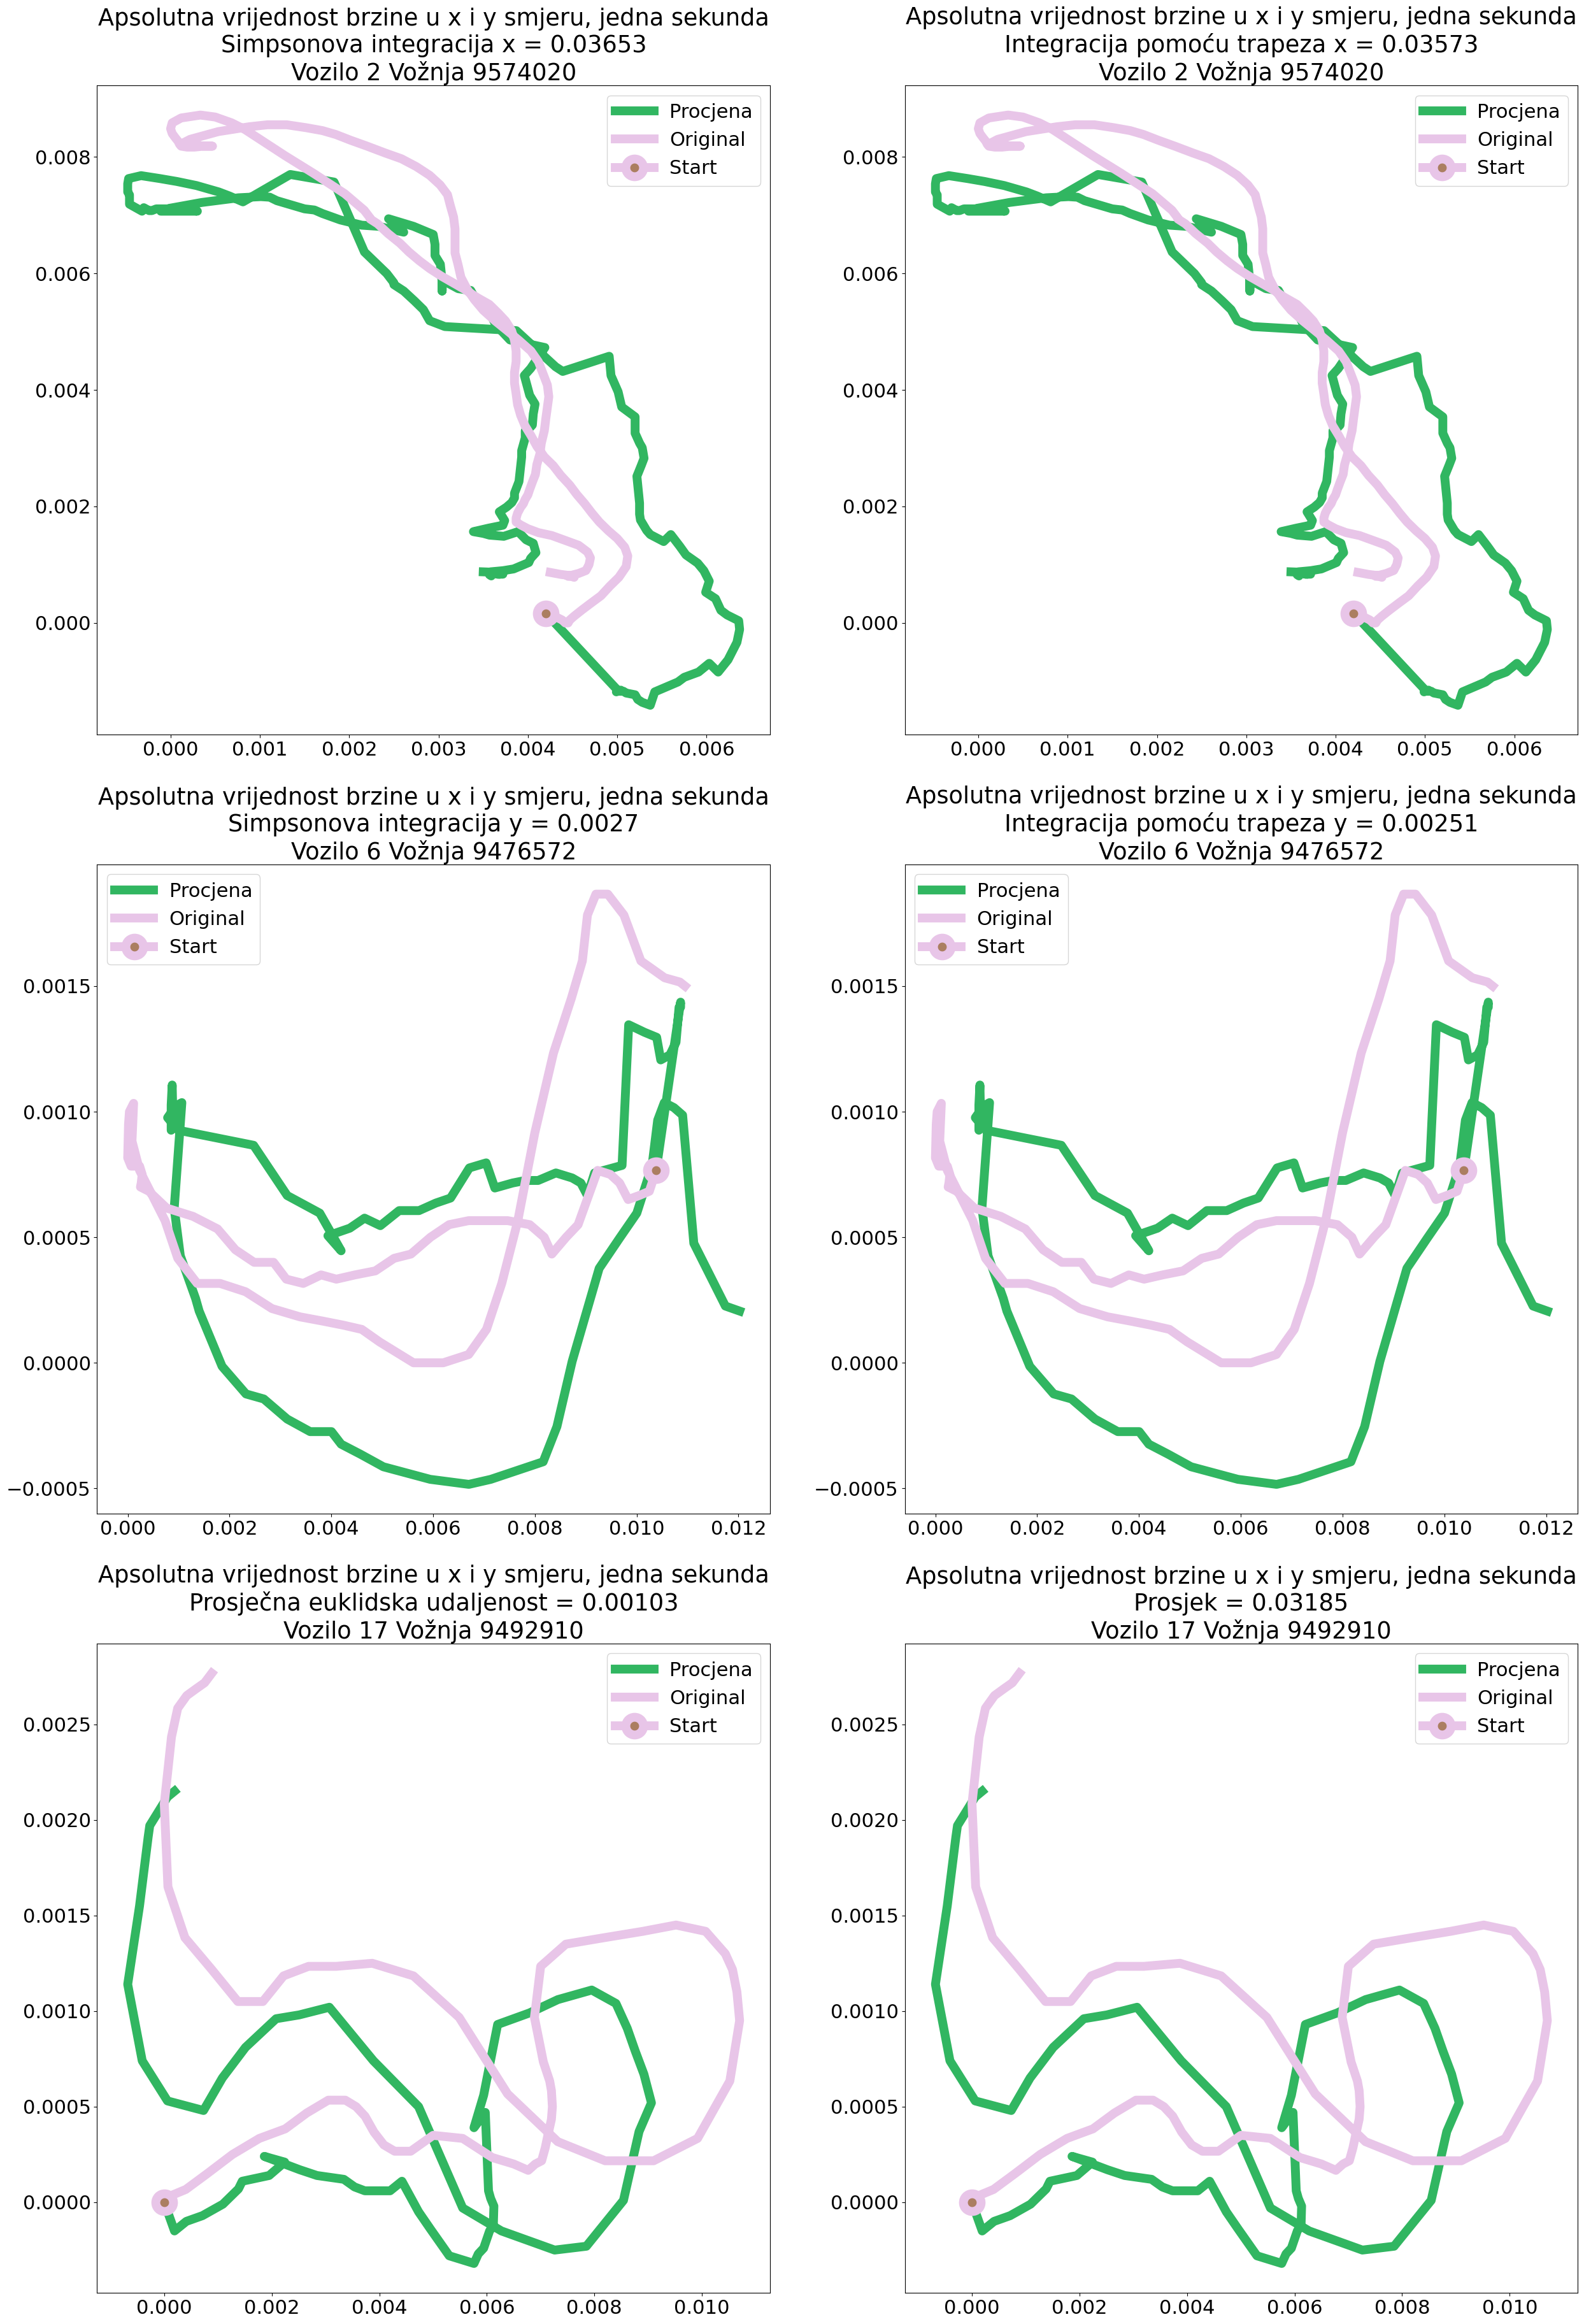 Apsolutna vrijednost brzine u x i y smjeru, jedna sekunda
Simpsonova integracija x = 0.03653
Vozilo 2 Vožnja 9574020
Procjena
Original
Start
0.008
0.006
0.004
0.002
0.000
0.000 0.001 0.002 0.003 0.004 0.005 0.006
Apsolutna vrijednost brzine u x i y smjeru, jedna sekunda
Integracija pomoću trapeza x = 0.03573
Vozilo 2 Vožnja 9574020
Procjena
Original
Start
0.008
0.006
0.004
0.002
0.000
0.000 0.001 0.002 0.003 0.004 0.005 0.006
Apsolutna vrijednost brzine u x i y smjeru, jedna sekunda
Simpsonova integracija y = 0.0027
Vozilo 6 Vožnja 9476572
Procjena
Original
Start
0.0015
0.0010
0.0005
0.0000
−0.0005
0.000 0.002 0.004 0.006 0.008 0.010 0.012
Apsolutna vrijednost brzine u x i y smjeru, jedna sekunda
Integracija pomoću trapeza y = 0.00251
Vozilo 6 Vožnja 9476572
Procjena
Original
Start
0.0015
0.0010
0.0005
0.0000
−0.0005
0.000 0.002 0.004 0.006 0.008 0.010 0.012
Apsolutna vrijednost brzine u x i y smjeru, jedna sekunda
Prosječna euklidska udaljenost = 0.00103
Vozilo 17 Vožnja 9492910
Procjena
Original
Start
0.0025
0.0020
0.0015
0.0010
0.0005
0.0000
0.000 0.002 0.004 0.006 0.008 0.010
Apsolutna vrijednost brzine u x i y smjeru, jedna sekunda
Prosjek = 0.03185
Vozilo 17 Vožnja 9492910
Procjena
Original
Start
0.0025
0.0020
0.0015
0.0010
0.0005
0.0000
0.000 0.002 0.004 0.006 0.008 0.010